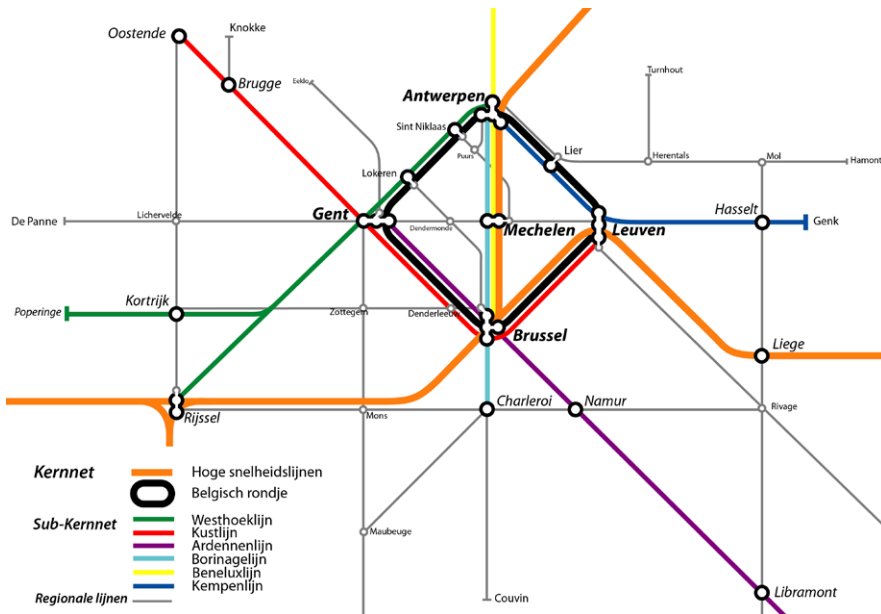 Oostende
Knokke
Brugge
Eeklo
Antwerpen
Turnhout
Sint Niklaas
Puurs
Lier
Herentals
Mol
Hamont
Lokeren
Hasselt
De Panne
Lichtervelde
Gent
Dendermonde
Mechelen
Leuven
Genk
Poperinge
Kortrijk
Zottegem
Denderleeuw
Brussel
Liege
Rijssel
Mons
Charleroi
Namur
Rivage
Kernnet
Hoge snelheidslijnen
Belgisch rondje
Sub-Kernnet
Westhoeklijn
Kustlijn
Ardennenlijn
Borinagelijn
Beneluxlijn
Kempenlijn
Regionale lijnen
Maubeuge
Couvin
Libramont